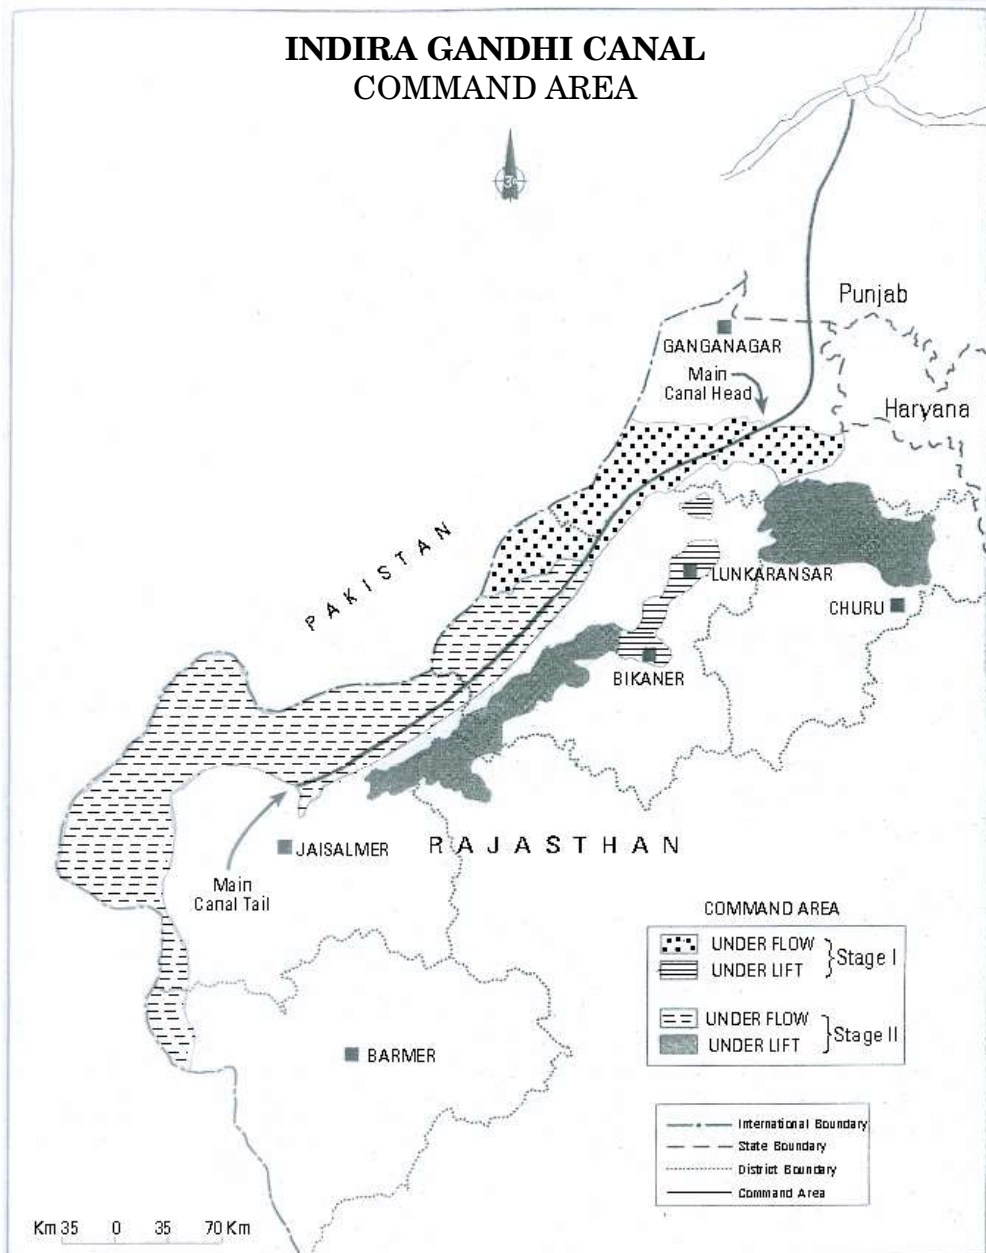 INDIRA GANDHI CANAL
COMMAND AREA
Punjab
GANGANAGAR
Main
Canal Head
Haryana
PAKISTAN
LUNKARANSAR
CHURU
BIKANER
JAISALMER
RAJASTHAN
Main
Canal Tail
COMMAND AREA
UNDER FLOW
UNDER LIFT
Stage I
UNDER FLOW
UNDER LIFT
Stage II
BARMER
International Boundary
State Boundary
District Boundary
Command Area
Km 35 0 35 70 Km